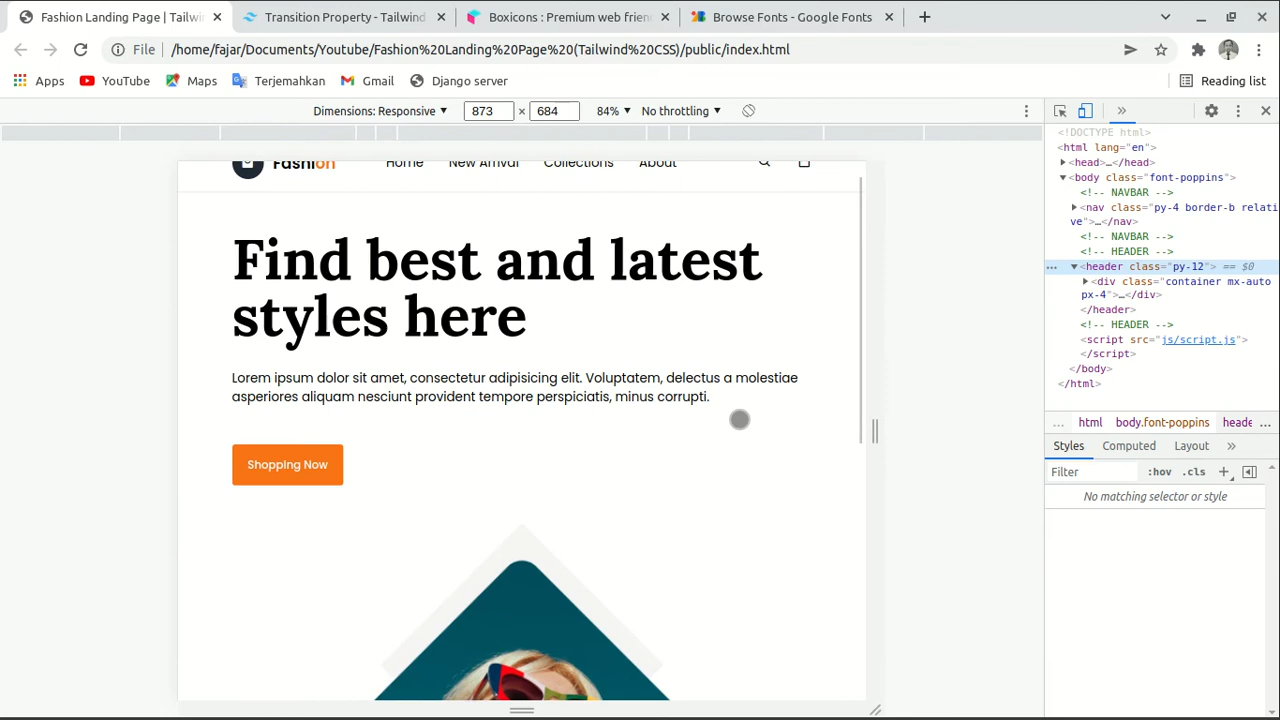 Fashion Landing Page | Tailwi
Transition Property - Tailwind
Boxicons : Premium web frien
Browse Fonts - Google Fonts
File
/home/fajar/Documents/Youtube/Fashion%20Landing%20Page%20(Tailwind%20CSS)/public/index.html
Apps
YouTube
Maps
Terjemahkan
Gmail
Django server
Reading list
Dimensions: Responsive
873 × 684
84%
No throttling
Fashion
Home
New Arrival
Collections
About
Find best and latest
styles here
Lorem ipsum dolor sit amet, consectetur adipisicing elit. Voluptatem, delectus a molestiae
asperiores aliquam nesciunt provident tempore perspiciatis, minus corrupti.
Shopping Now
<!DOCTYPE html>
<html lang="en">
<head>…</head>
<body class="font-poppins">
<!-- NAVBAR -->
<nav class="py-4 border-b relati
ve">…</nav>
<!-- NAVBAR -->
<!-- HEADER -->
<header class="py-12"> == $0
<div class="container mx-auto
px-4">…</div>
</header>
<!-- HEADER -->
<script src="js/script.js">
</script>
</body>
</html>
… html body.font-poppins heade …
Styles
Computed
Layout
Filter
:hov
.cls
No matching selector or style